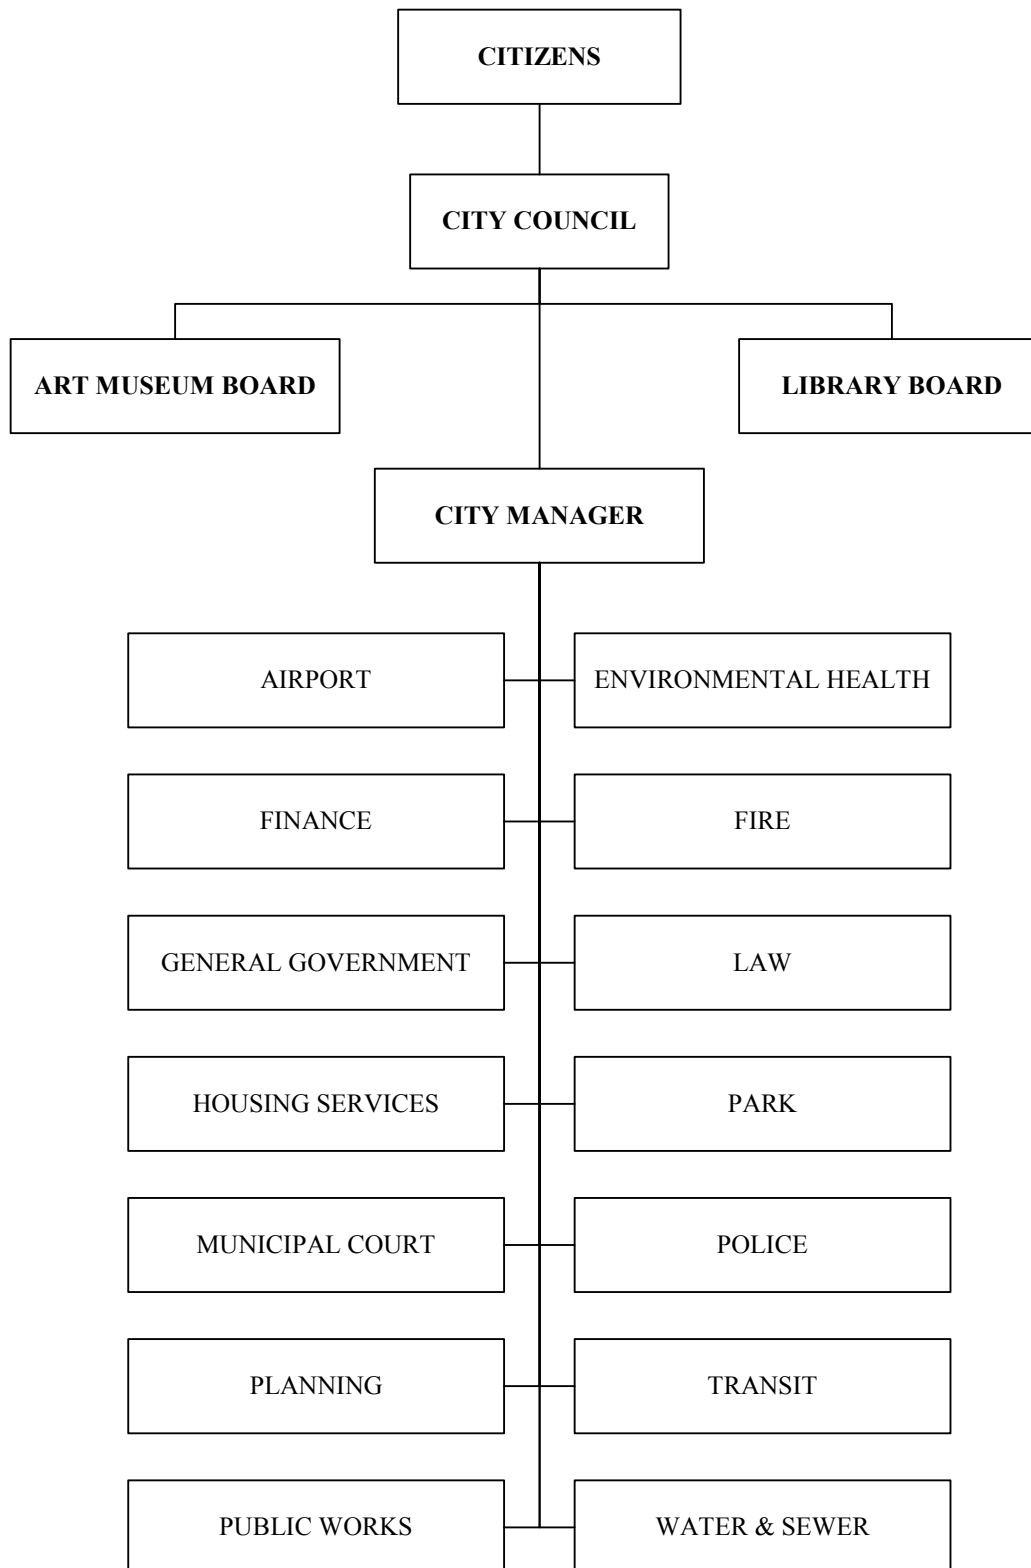 CITIZENS
CITY COUNCIL
ART MUSEUM BOARD
LIBRARY BOARD
CITY MANAGER
AIRPORT
ENVIRONMENTAL HEALTH
FINANCE
FIRE
GENERAL GOVERNMENT
LAW
HOUSING SERVICES
PARK
MUNICIPAL COURT
POLICE
PLANNING
TRANSIT
PUBLIC WORKS
WATER & SEWER